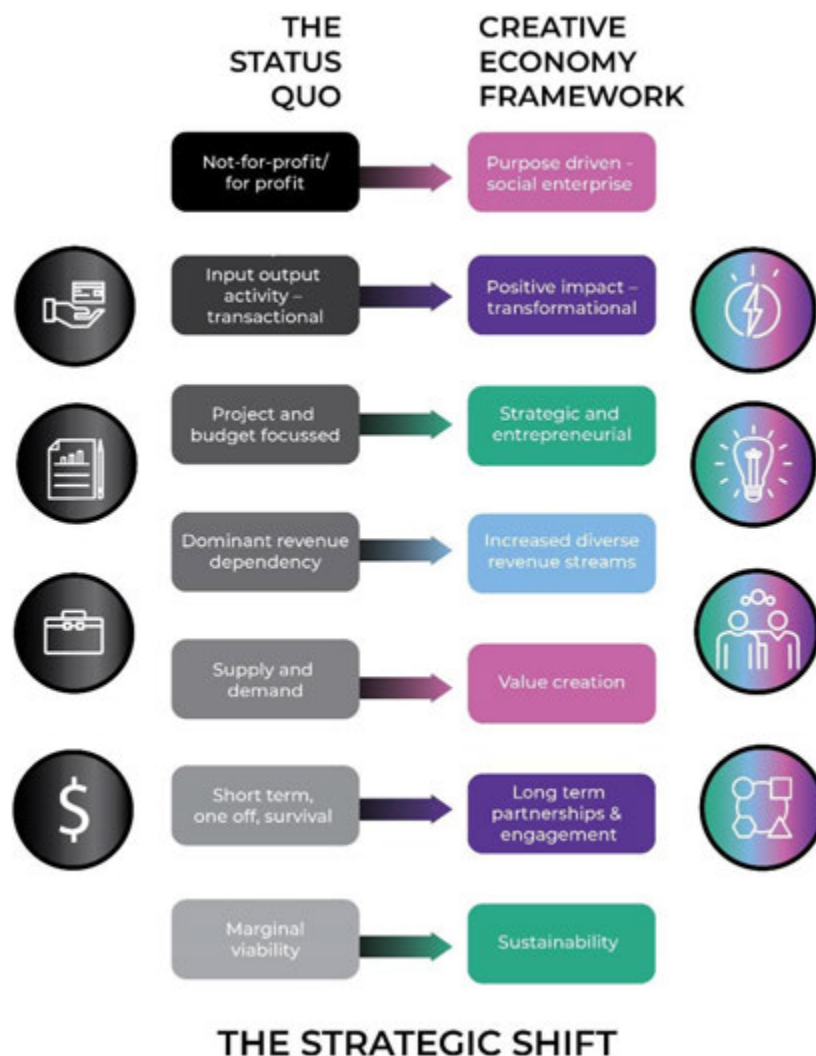 THE
STATUS
QUO
CREATIVE
ECONOMY
FRAMEWORK
Not-for-profit/
for profit
Purpose driven -
social enterprise
Input output
activity –
transactional
Positive impact –
transformational
Project and
budget focussed
Strategic and
entrepreneurial
Dominant revenue
dependency
Increased diverse
revenue streams
Supply and
demand
Value creation
Short term,
one off, survival
Long term
partnerships &
engagement
Marginal
viability
Sustainability
$
THE STRATEGIC SHIFT